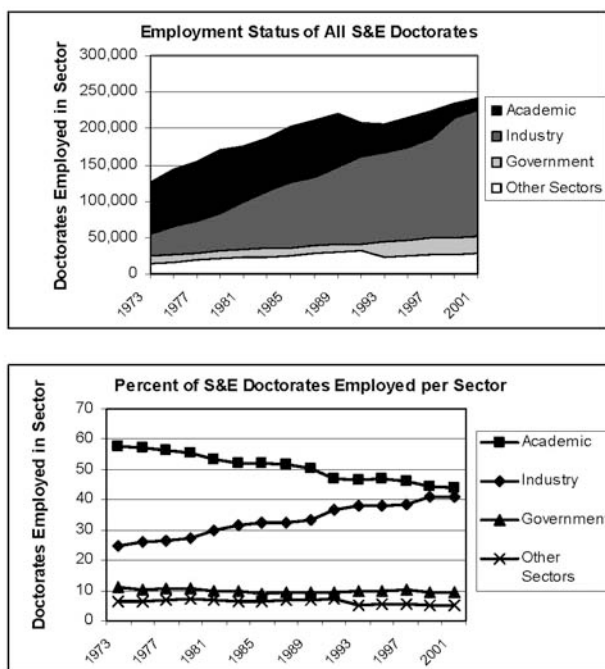 Employment Status of All S&E Doctorates
Doctorates Employed in Sector
300,000
250,000
200,000
150,000
100,000
50,000
0
1973
1977
1981
1985
1989
1993
1997
2001
Academic
Industry
Government
Other Sectors
Percent of S&E Doctorates Employed per Sector
Doctorates Employed in Sector
70
60
50
40
30
20
10
0
1973
1977
1981
1985
1989
1993
1997
2001
Academic
Industry
Government
Other
Sectors